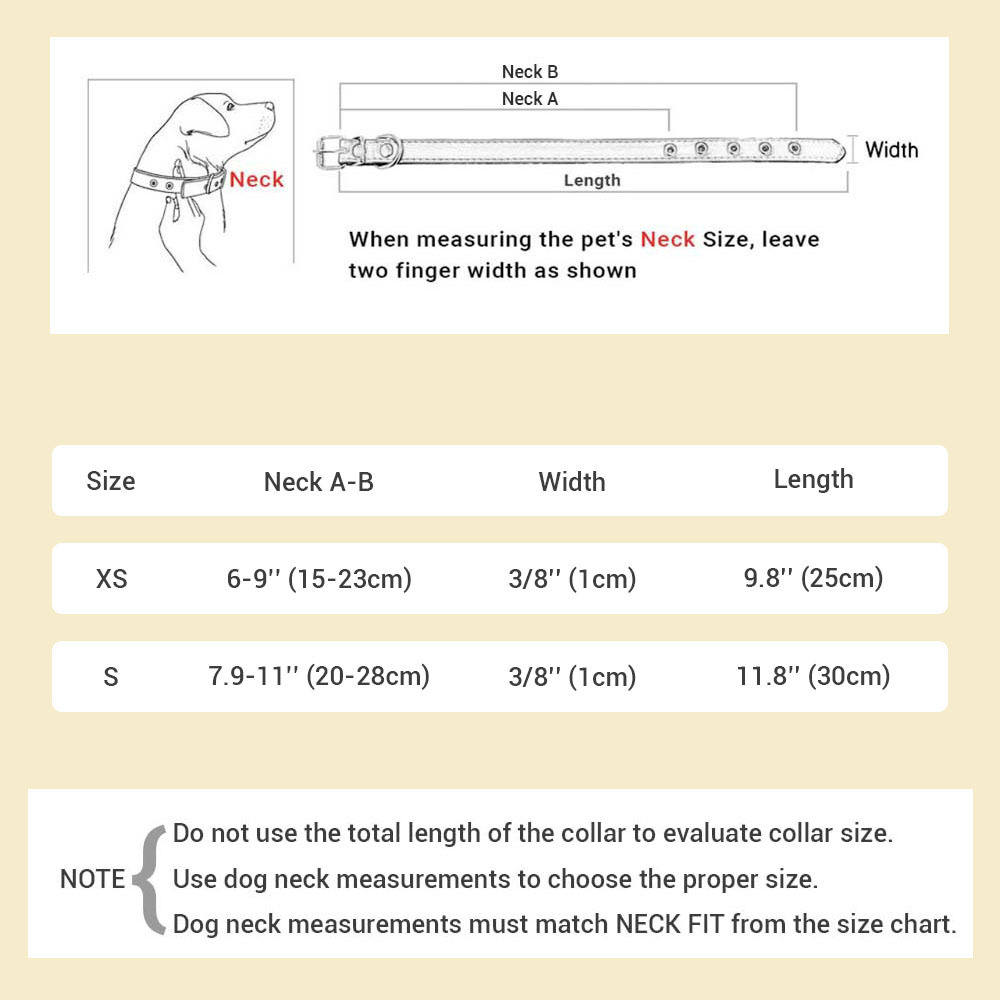 Neck B
Neck A
Neck
Width
Length
When measuring the pet's Neck Size, leave
two finger width as shown
Size Neck A-B Width Length
XS 6-9'' (15-23cm) 3/8'' (1cm) 9.8'' (25cm)
S 7.9-11'' (20-28cm) 3/8'' (1cm) 11.8'' (30cm)
Do not use the total length of the collar to evaluate collar size.
NOTE Use dog neck measurements to choose the proper size.
Dog neck measurements must match NECK FIT from the size chart.